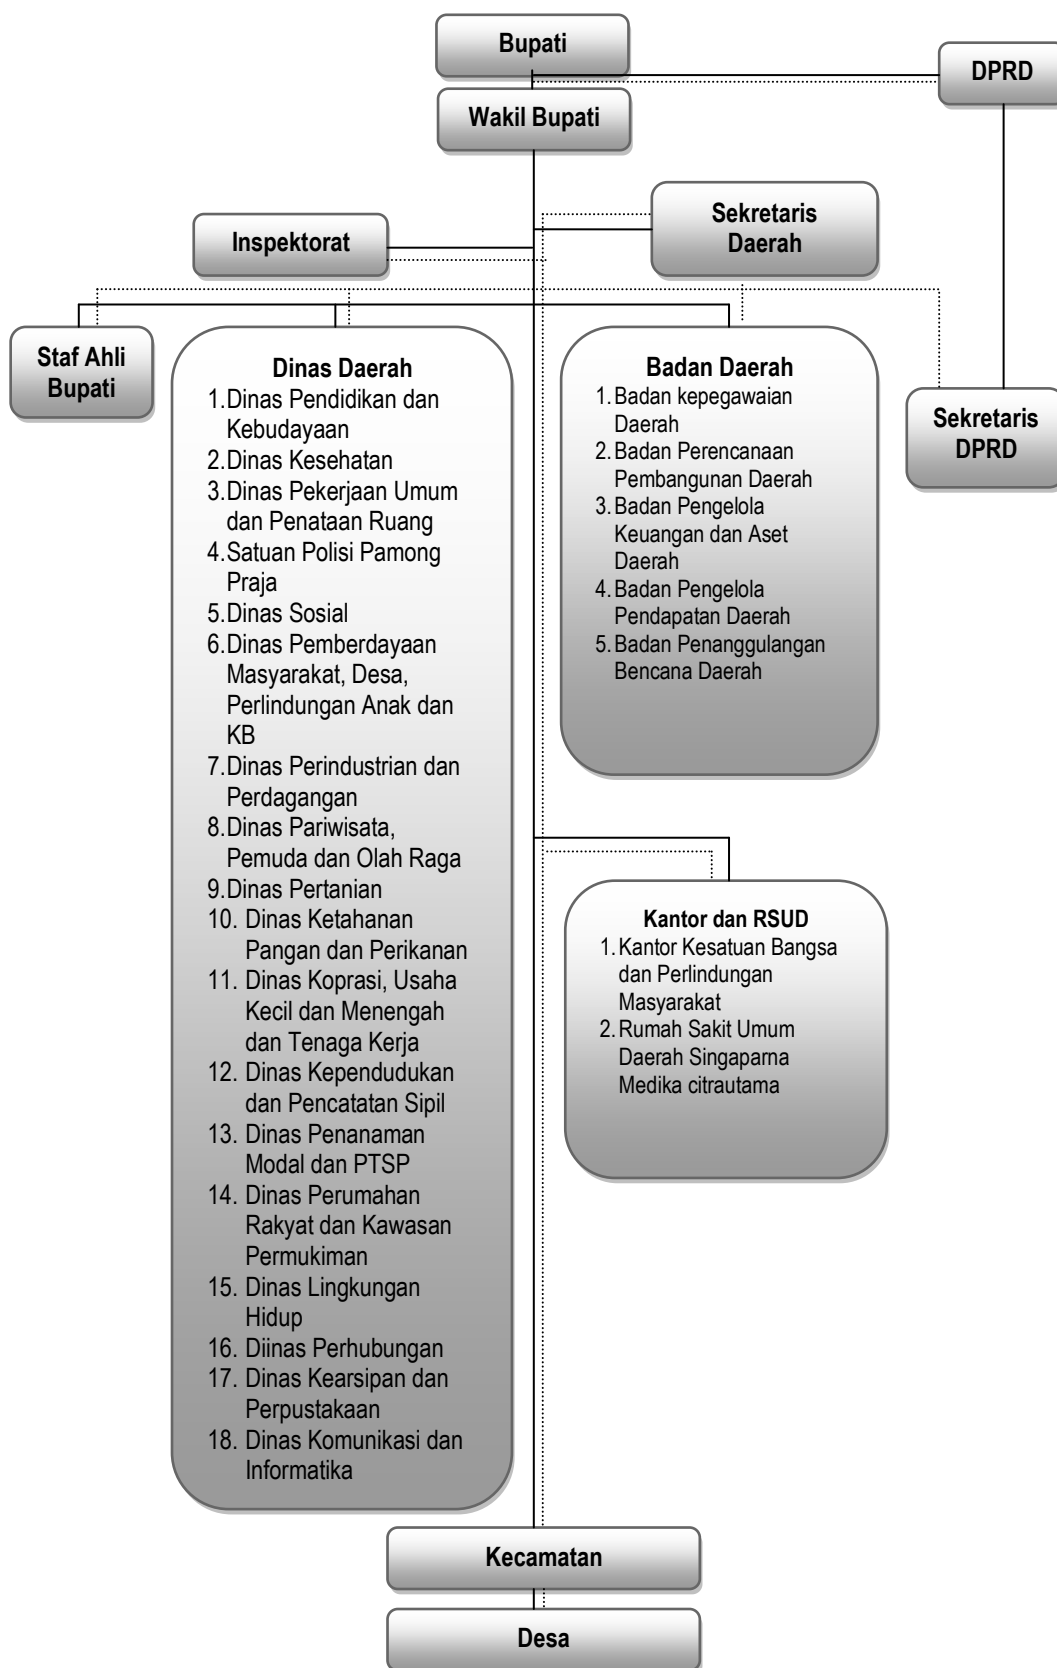 Bupati
DPRD
Wakil Bupati
Sekretaris
Daerah
Inspektorat
Staf Ahli
Bupati
Dinas Daerah
1.Dinas Pendidikan dan
Kebudayaan
2.Dinas Kesehatan
3.Dinas Pekerjaan Umum
dan Penataan Ruang
4.Satuan Polisi Pamong
Praja
5.Dinas Sosial
6.Dinas Pemberdayaan
Masyarakat, Desa,
Perlindungan Anak dan
KB
7.Dinas Perindustrian dan
Perdagangan
8.Dinas Pariwisata,
Pemuda dan Olah Raga
9.Dinas Pertanian
10. Dinas Ketahanan
Pangan dan Perikanan
11. Dinas Koprasi, Usaha
Kecil dan Menengah
dan Tenaga Kerja
12. Dinas Kependudukan
dan Pencatatan Sipil
13. Dinas Penanaman
Modal dan PTSP
14. Dinas Perumahan
Rakyat dan Kawasan
Permukiman
15. Dinas Lingkungan
Hidup
16. Diinas Perhubungan
17. Dinas Kearsipan dan
Perpustakaan
18. Dinas Komunikasi dan
Informatika
Badan Daerah
1. Badan kepegawaian
Daerah
2. Badan Perencanaan
Pembangunan Daerah
3. Badan Pengelola
Keuangan dan Aset
Daerah
4. Badan Pengelola
Pendapatan Daerah
5. Badan Penanggulangan
Bencana Daerah
Sekretaris
DPRD
Kantor dan RSUD
1. Kantor Kesatuan Bangsa
dan Perlindungan
Masyarakat
2. Rumah Sakit Umum
Daerah Singaparna
Medika citrautama
Kecamatan
Desa